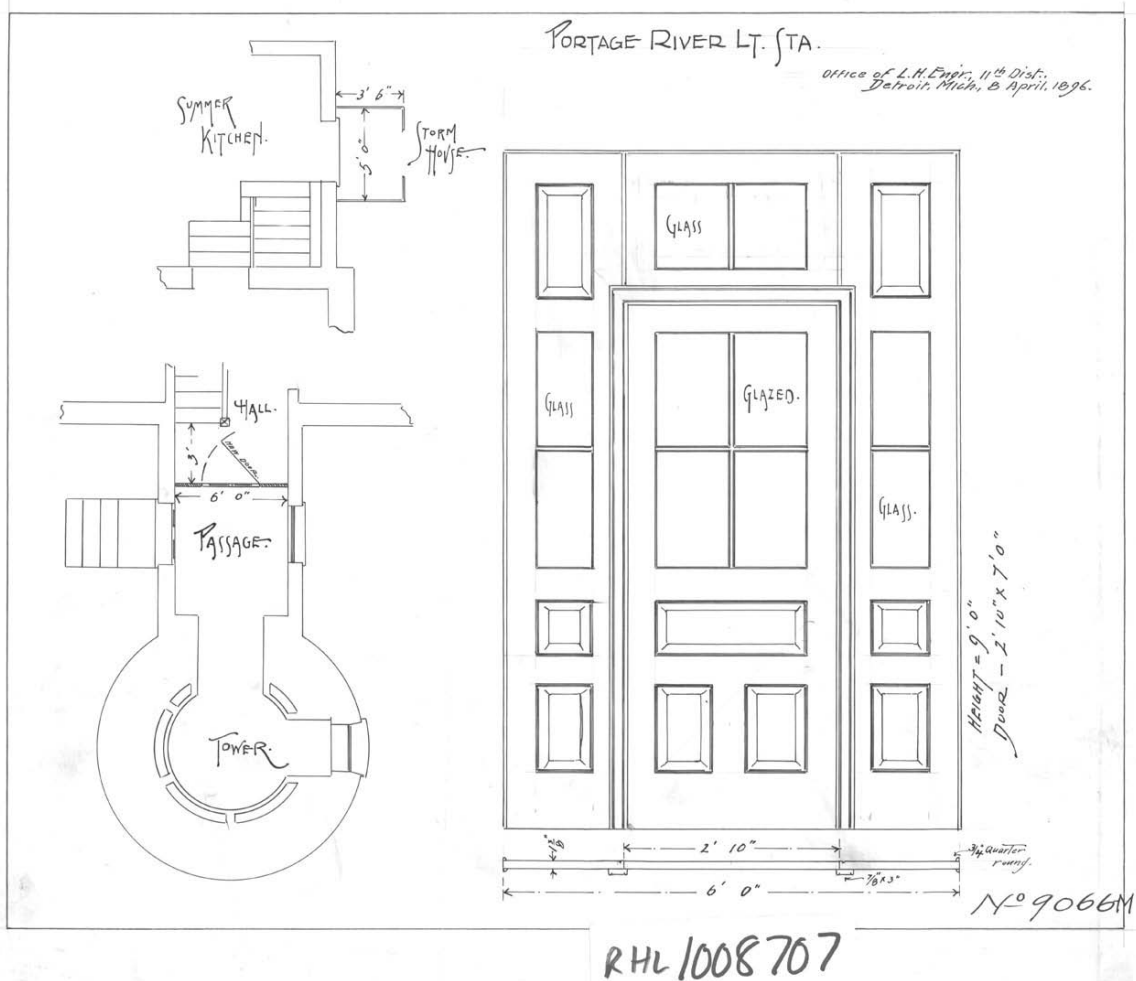 PORTAGE RIVER LT. STA.
Office of L.H. Engr., 11th Dist.
Detroit, Mich., 8 April, 1896.
SUMMER
KITCHEN.
3' 6"
5' 0"
STORM
HOUSE.
HALL.
3'
NEW DOOR
6' 0"
PASSAGE.
TOWER.
GLASS
GLASS
GLAZED.
GLASS.
HEIGHT = 9' 0"
DOOR - 2' 10" X 7' 0"
2' 10"
3/4" Quarter
round.
7/8 x 3"
6' 0"
No 9066M
RHL 1008707